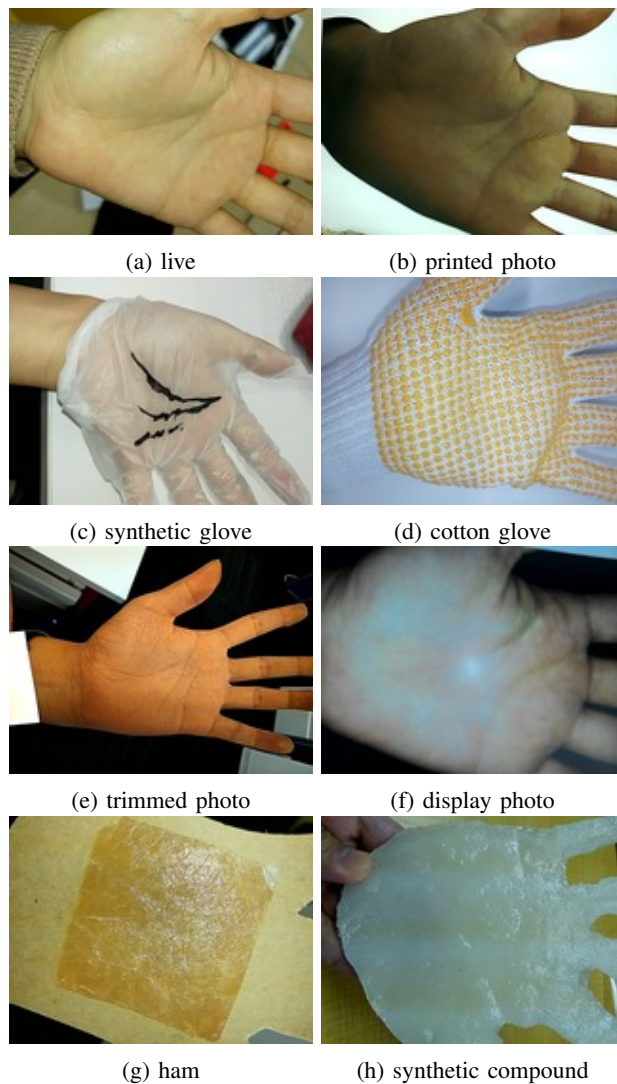 (a) live
(b) printed photo
(c) synthetic glove
(d) cotton glove
(e) trimmed photo
(f) display photo
(g) ham
(h) synthetic compound